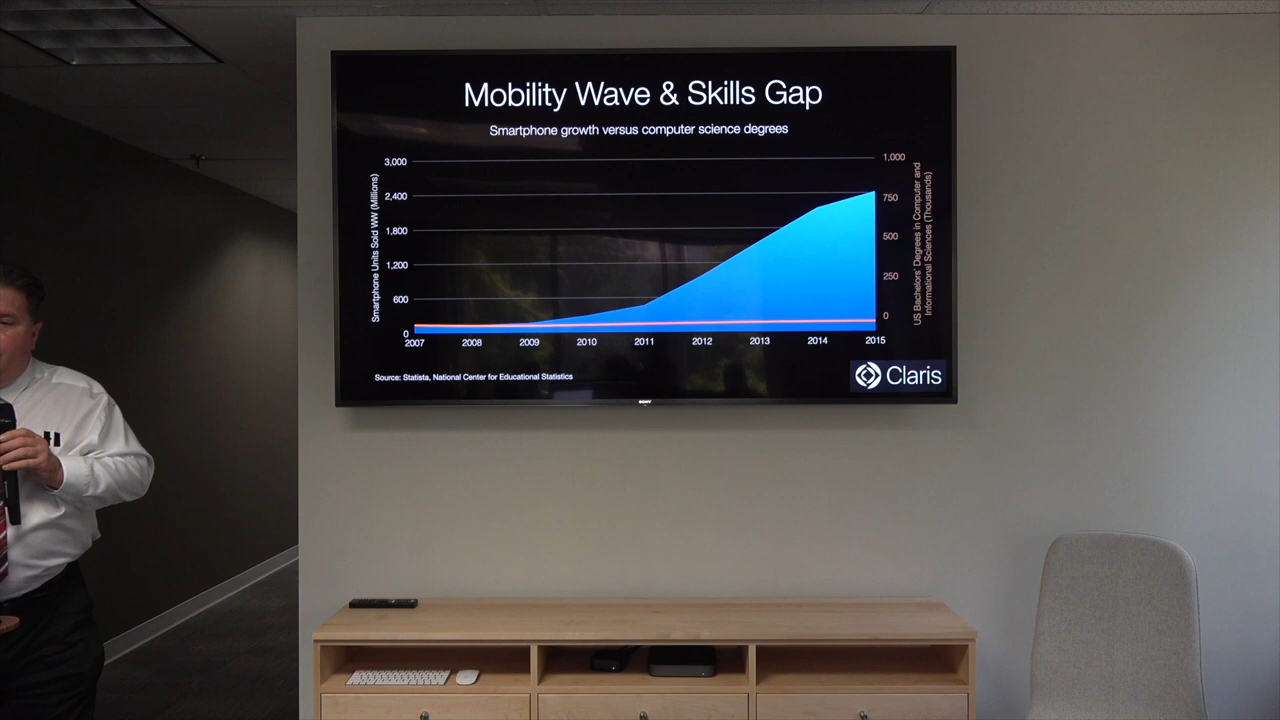 Mobility Wave & Skills Gap
Smartphone growth versus computer science degrees
Smartphone Units Sold WW (Millions)
3,000
2,400
1,800
1,200
600
0
1,000
750
500
250
0
US Bachelors' Degrees in Computer and
Informational Sciences (Thousands)
2007 2008 2009 2010 2011 2012 2013 2014 2015
Source: Statista, National Center for Educational Statistics
Claris
SONY